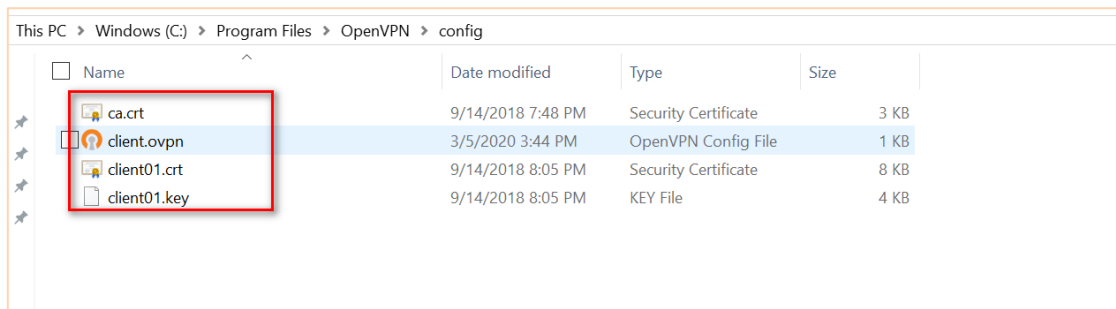 This PC > Windows (C:) > Program Files > OpenVPN > config
Name Date modified Type Size
ca.crt 9/14/2018 7:48 PM Security Certificate 3 KB
client.ovpn 3/5/2020 3:44 PM OpenVPN Config File 1 KB
client01.crt 9/14/2018 8:05 PM Security Certificate 8 KB
client01.key 9/14/2018 8:05 PM KEY File 4 KB